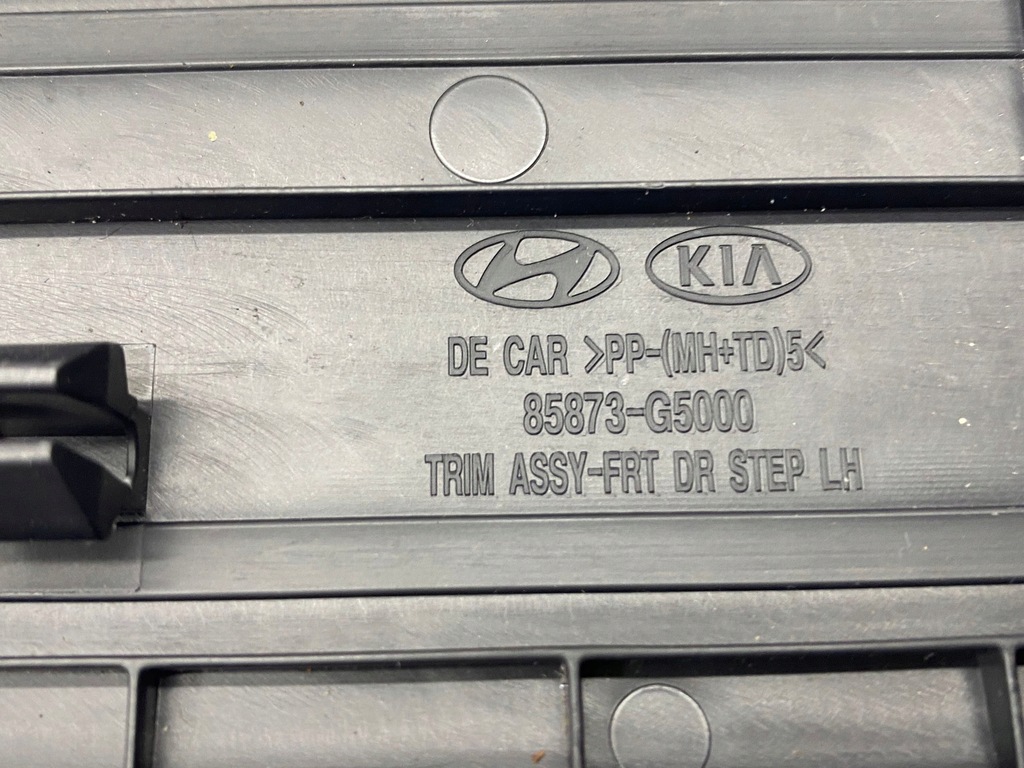 KIA
DE CAR >PP-(MH+TD)5<
85873-G5000
TRIM ASSY-FRT DR STEP LH